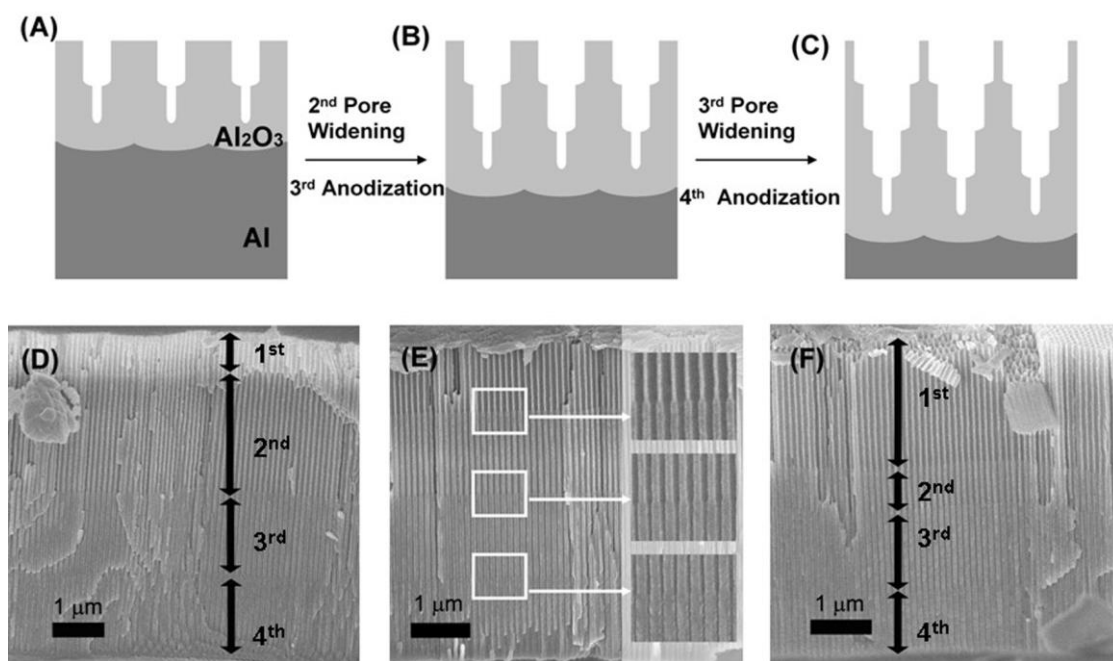 (A)
(B)
(C)
Al₂O₃
Al
2nd Pore
Widening
3rd Anodization
3rd Pore
Widening
4th Anodization
(D)
1st
2nd
3rd
4th
1 μm
(E)
1 μm
(F)
1st
2nd
3rd
4th
1 μm